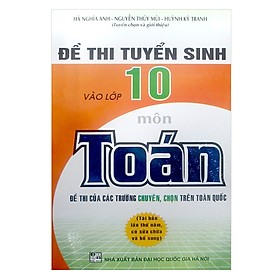 HÀ NGHĨA ANH - NGUYỄN THÚY MÙI - HUỲNH KỲ TRANH
(Tuyển chọn và giới thiệu)
ĐỀ THI TUYỂN SINH
VÀO LỚP 10
môn
Toán
ĐỀ THI CỦA CÁC TRƯỜNG CHUYÊN, CHỌN TRÊN TOÀN QUỐC
(Tái bản
lần thứ năm,
có sửa chữa
và bổ sung)
NHÀ XUẤT BẢN ĐẠI HỌC QUỐC GIA HÀ NỘI